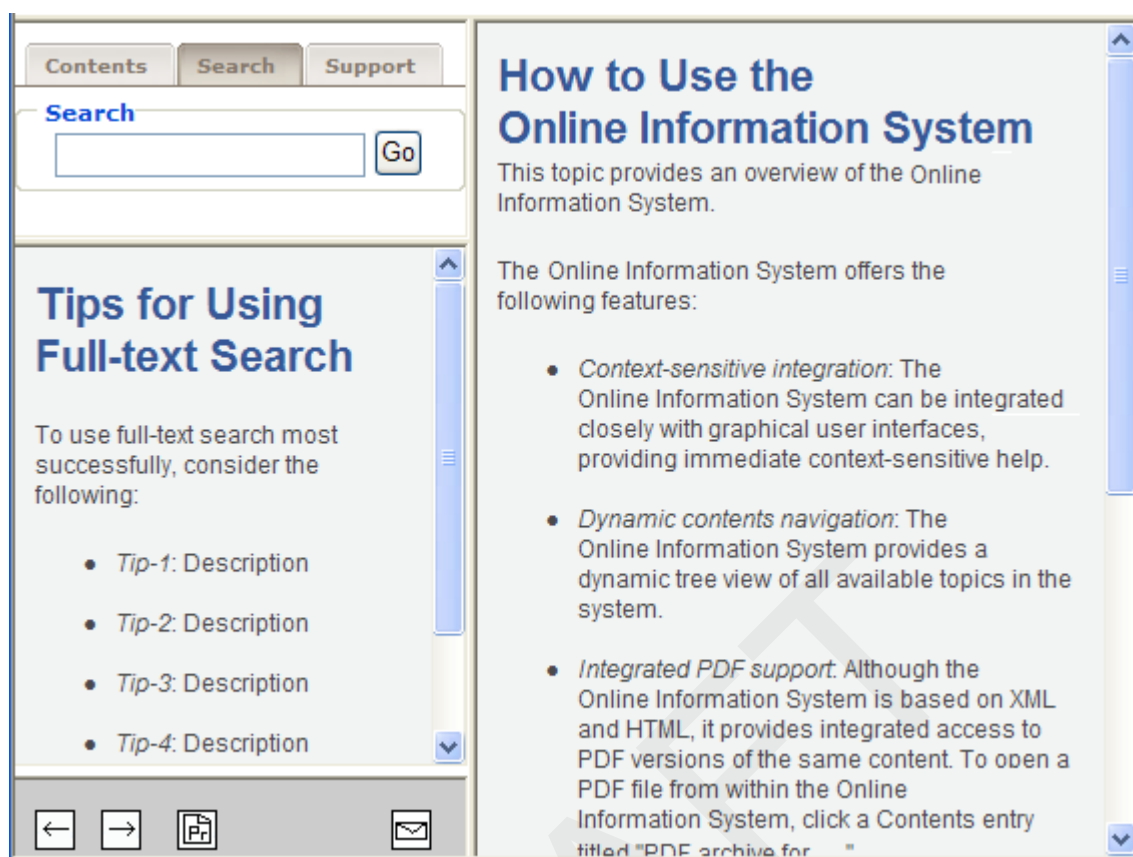 Contents Search Support
Search
Go
Tips for Using
Full-text Search
To use full-text search most
successfully, consider the
following:
● Tip-1: Description
● Tip-2: Description
● Tip-3: Description
● Tip-4: Description
Pr
How to Use the
Online Information System
This topic provides an overview of the Online
Information System.
The Online Information System offers the
following features:
● Context-sensitive integration: The
Online Information System can be integrated
closely with graphical user interfaces,
providing immediate context-sensitive help.
● Dynamic contents navigation: The
Online Information System provides a
dynamic tree view of all available topics in the
system.
● Integrated PDF support: Although the
Online Information System is based on XML
and HTML, it provides integrated access to
PDF versions of the same content. To open a
PDF file from within the Online
Information System, click a Contents entry
titled "PDF archive for ... "